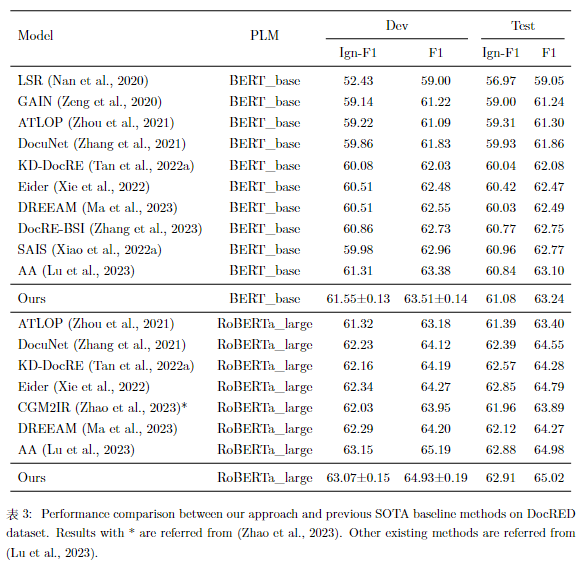 Model PLM Dev Test
Ign-F1 F1 Ign-F1 F1
LSR (Nan et al., 2020) BERT_base 52.43 59.00 56.97 59.05
GAIN (Zeng et al., 2020) BERT_base 59.14 61.22 59.00 61.24
ATLOP (Zhou et al., 2021) BERT_base 59.22 61.09 59.31 61.30
DocuNet (Zhang et al., 2021) BERT_base 59.86 61.83 59.93 61.86
KD-DocRE (Tan et al., 2022a) BERT_base 60.08 62.03 60.04 62.08
Eider (Xie et al., 2022) BERT_base 60.51 62.48 60.42 62.47
DREEAM (Ma et al., 2023) BERT_base 60.51 62.55 60.03 62.49
DocRE-BSI (Zhang et al., 2023) BERT_base 60.86 62.73 60.77 62.75
SAIS (Xiao et al., 2022a) BERT_base 59.98 62.96 60.96 62.77
AA (Lu et al., 2023) BERT_base 61.31 63.38 60.84 63.10
Ours BERT_base 61.55±0.13 63.51±0.14 61.08 63.24
ATLOP (Zhou et al., 2021) RoBERTa_large 61.32 63.18 61.39 63.40
DocuNet (Zhang et al., 2021) RoBERTa_large 62.23 64.12 62.39 64.55
KD-DocRE (Tan et al., 2022a) RoBERTa_large 62.16 64.19 62.57 64.28
Eider (Xie et al., 2022) RoBERTa_large 62.34 64.27 62.85 64.79
CGM2IR (Zhao et al., 2023)* RoBERTa_large 62.03 63.95 61.96 63.89
DREEAM (Ma et al., 2023) RoBERTa_large 62.29 64.20 62.12 64.27
AA (Lu et al., 2023) RoBERTa_large 63.15 65.19 62.88 64.98
Ours RoBERTa_large 63.07±0.15 64.93±0.19 62.91 65.02
表 3: Performance comparison between our approach and previous SOTA baseline methods on DocRED
dataset. Results with * are referred from (Zhao et al., 2023). Other existing methods are referred from
(Lu et al., 2023).